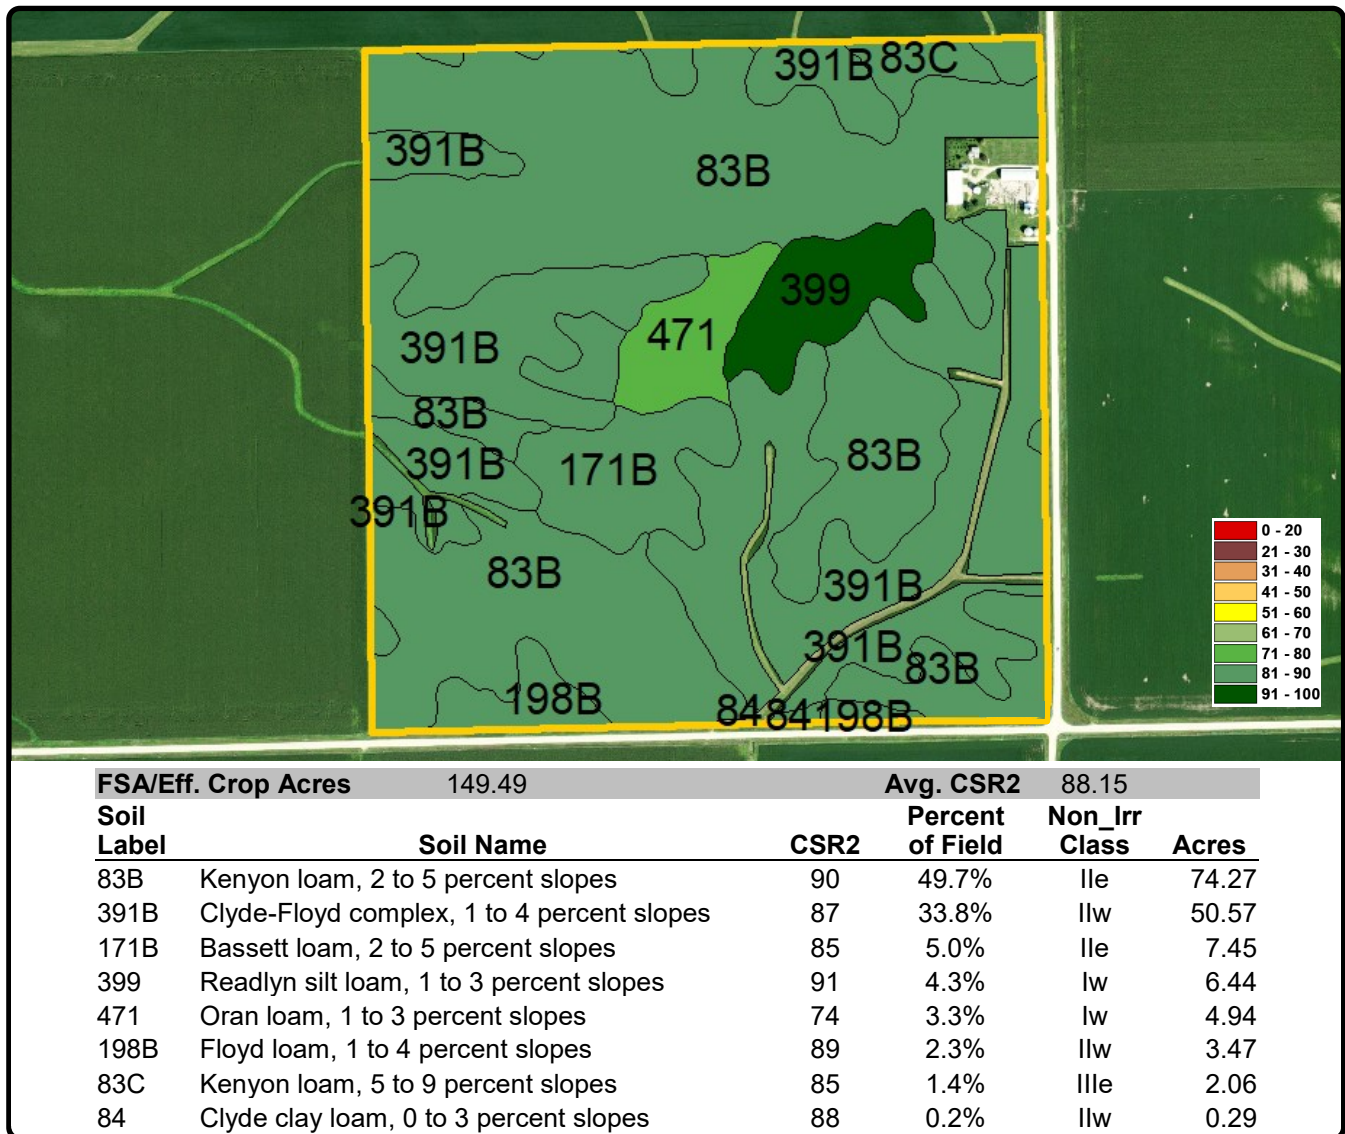 391B 83C
391B
83B
399
471
391B
83B
391B
171B
83B
391B
83B
391B
391B
83B
198B
84 84 198B
0 - 20
21 - 30
31 - 40
41 - 50
51 - 60
61 - 70
71 - 80
81 - 90
91 - 100
FSA/Eff. Crop Acres 149.49 Avg. CSR2 88.15
Soil Percent Non_Irr
Label Soil Name CSR2 of Field Class Acres
83B Kenyon loam, 2 to 5 percent slopes 90 49.7% IIe 74.27
391B Clyde-Floyd complex, 1 to 4 percent slopes 87 33.8% IIw 50.57
171B Bassett loam, 2 to 5 percent slopes 85 5.0% IIe 7.45
399 Readlyn silt loam, 1 to 3 percent slopes 91 4.3% Iw 6.44
471 Oran loam, 1 to 3 percent slopes 74 3.3% Iw 4.94
198B Floyd loam, 1 to 4 percent slopes 89 2.3% IIw 3.47
83C Kenyon loam, 5 to 9 percent slopes 85 1.4% IIIe 2.06
84 Clyde clay loam, 0 to 3 percent slopes 88 0.2% IIw 0.29